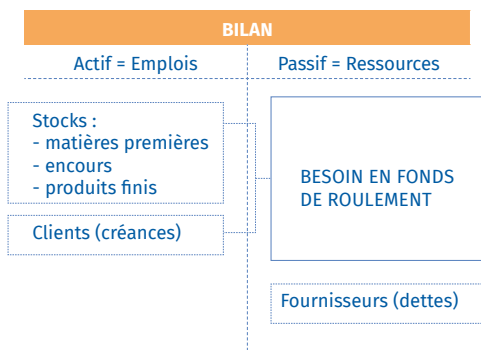 BILAN
Actif = Emplois
Passif = Ressources
Stocks :
- matières premières
- encours
- produits finis
Clients (créances)
BESOIN EN FONDS
DE ROULEMENT
Fournisseurs (dettes)